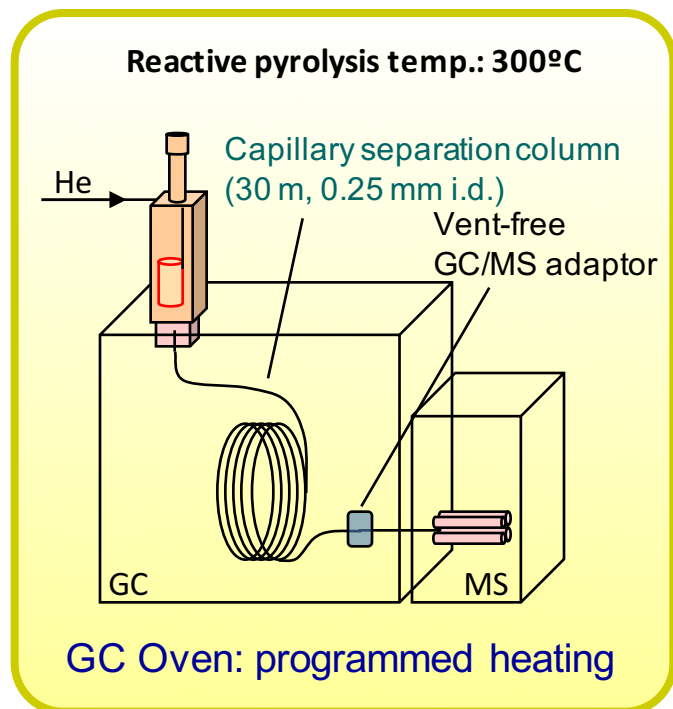 Reactive pyrolysis temp.: 300ºC
He
Capillary separation column
(30 m, 0.25 mm i.d.)
Vent-free
GC/MS adaptor
GC
MS
GC Oven: programmed heating